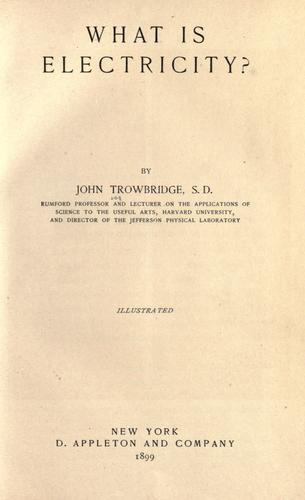 WHAT IS
ELECTRICITY?
BY
JOHN TROWBRIDGE, S. D.
RUMFORD PROFESSOR AND LECTURER ON THE APPLICATIONS OF
SCIENCE TO THE USEFUL ARTS, HARVARD UNIVERSITY,
AND DIRECTOR OF THE JEFFERSON PHYSICAL LABORATORY
ILLUSTRATED
NEW YORK
D. APPLETON AND COMPANY
1899